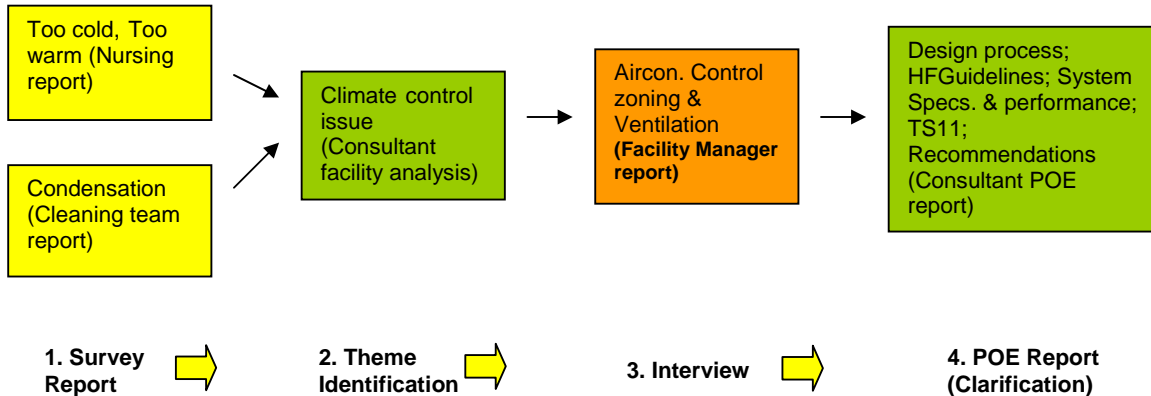 Too cold, Too
warm (Nursing
report)
Condensation
(Cleaning team
report)
Climate control
issue
(Consultant
facility analysis)
Aircon. Control
zoning &
Ventilation
(Facility Manager
report)
Design process;
HFGuidelines; System
Specs. & performance;
TS11;
Recommendations
(Consultant POE
report)
1. Survey
Report
2. Theme
Identification
3. Interview
4. POE Report
(Clarification)